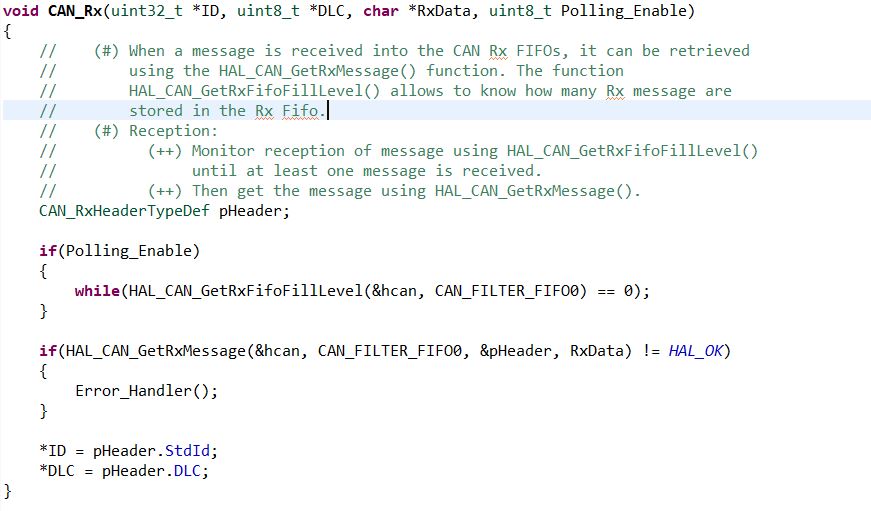 void CAN_Rx(uint32_t *ID, uint8_t *DLC, char *RxData, uint8_t Polling_Enable)
{
    //    (#) When a message is received into the CAN Rx FIFOs, it can be retrieved
    //        using the HAL_CAN_GetRxMessage() function. The function
    //        HAL_CAN_GetRxFifoFillLevel() allows to know how many Rx message are
    //        stored in the Rx Fifo.
    //    (#) Reception:
    //          (++) Monitor reception of message using HAL_CAN_GetRxFifoFillLevel()
    //               until at least one message is received.
    //          (++) Then get the message using HAL_CAN_GetRxMessage().
    CAN_RxHeaderTypeDef pHeader;

    if(Polling_Enable)
    {
        while(HAL_CAN_GetRxFifoFillLevel(&hcan, CAN_FILTER_FIFO0) == 0);
    }

    if(HAL_CAN_GetRxMessage(&hcan, CAN_FILTER_FIFO0, &pHeader, RxData) != HAL_OK)
    {
        Error_Handler();
    }

    *ID = pHeader.StdId;
    *DLC = pHeader.DLC;
}